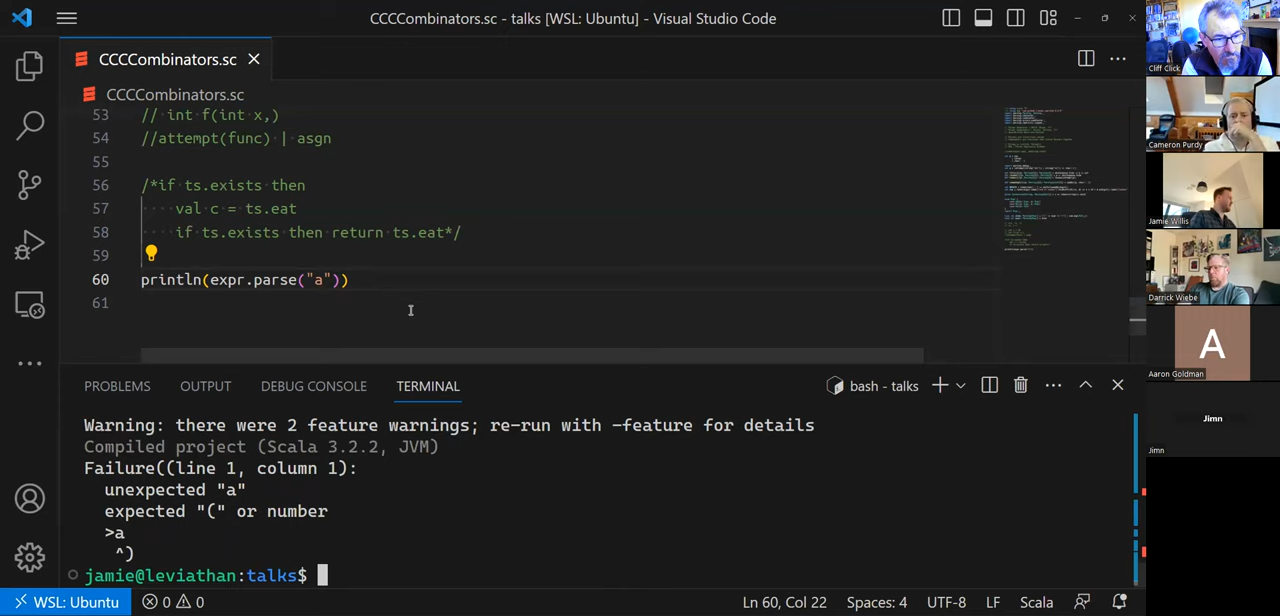 CCCCombinators.sc - talks [WSL: Ubuntu] - Visual Studio Code
CCCCombinators.sc
CCCCombinators.sc
53 // int f(int x,)
54 //attempt(func) | asgn
55
56 /*if ts.exists then
57 val c = ts.eat
58 if ts.exists then return ts.eat*/
59
60 println(expr.parse("a"))
61
PROBLEMS OUTPUT DEBUG CONSOLE TERMINAL bash - talks
Warning: there were 2 feature warnings; re-run with -feature for details
Compiled project (Scala 3.2.2, JVM)
Failure((line 1, column 1):
unexpected "a"
expected "(" or number
>a
^)
jamie@leviathan:talks$
WSL: Ubuntu 0 0 Ln 60, Col 22 Spaces: 4 UTF-8 LF Scala
Cliff Click
Cameron Purdy
Jamie Willis
Darrick Wiebe
A
Aaron Goldman
Jimn
Jimn